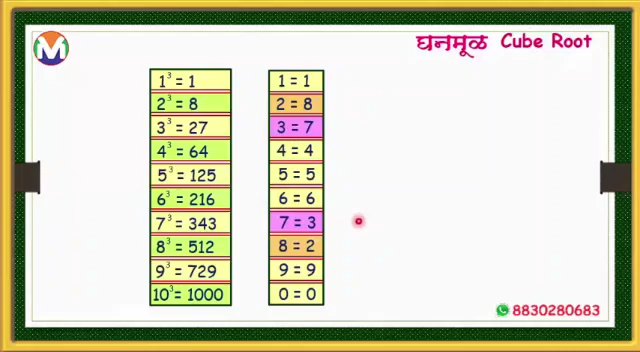 M
घनमूळ Cube Root
1³ = 1
2³ = 8
3³ = 27
4³ = 64
5³ = 125
6³ = 216
7³ = 343
8³ = 512
9³ = 729
10³ = 1000
1 = 1
2 = 8
3 = 7
4 = 4
5 = 5
6 = 6
7 = 3
8 = 2
9 = 9
0 = 0
8830280683